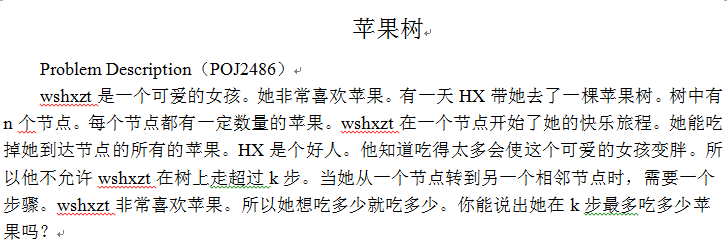 苹果树
Problem Description（POJ2486）
wshxzt 是一个可爱的女孩。她非常喜欢苹果。有一天 HX 带她去了一棵苹果树。树中有
n 个节点。每个节点都有一定数量的苹果。wshxzt 在一个节点开始了她的快乐旅程。她能吃
掉她到达节点的所有的苹果。HX 是个好人。他知道吃得太多会使这个可爱的女孩变胖。所
以他不允许 wshxzt 在树上走超过 k 步。当她从一个节点转到另一个相邻节点时，需要一个
步骤。wshxzt 非常喜欢苹果。所以她想吃多少就吃多少。你能说出她在 k 步最多吃多少苹
果吗？